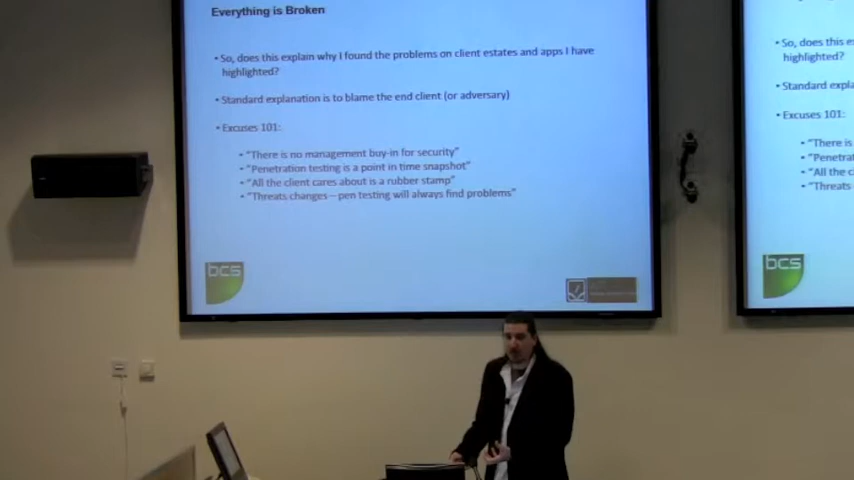 Everything is Broken
• So, does this explain why I found the problems on client estates and apps I have
highlighted?
• Standard explanation is to blame the end client (or adversary)
• Excuses 101:
• "There is no management buy-in for security"
• "Penetration testing is a point in time snapshot"
• "All the client cares about is a rubber stamp"
• "Threats changes – pen testing will always find problems"
bcs
• So, does this e
highlighted?
• Standard expla
• Excuses 101:
• "There is
• "Penetrat
• "All the c
• "Threats
bcs